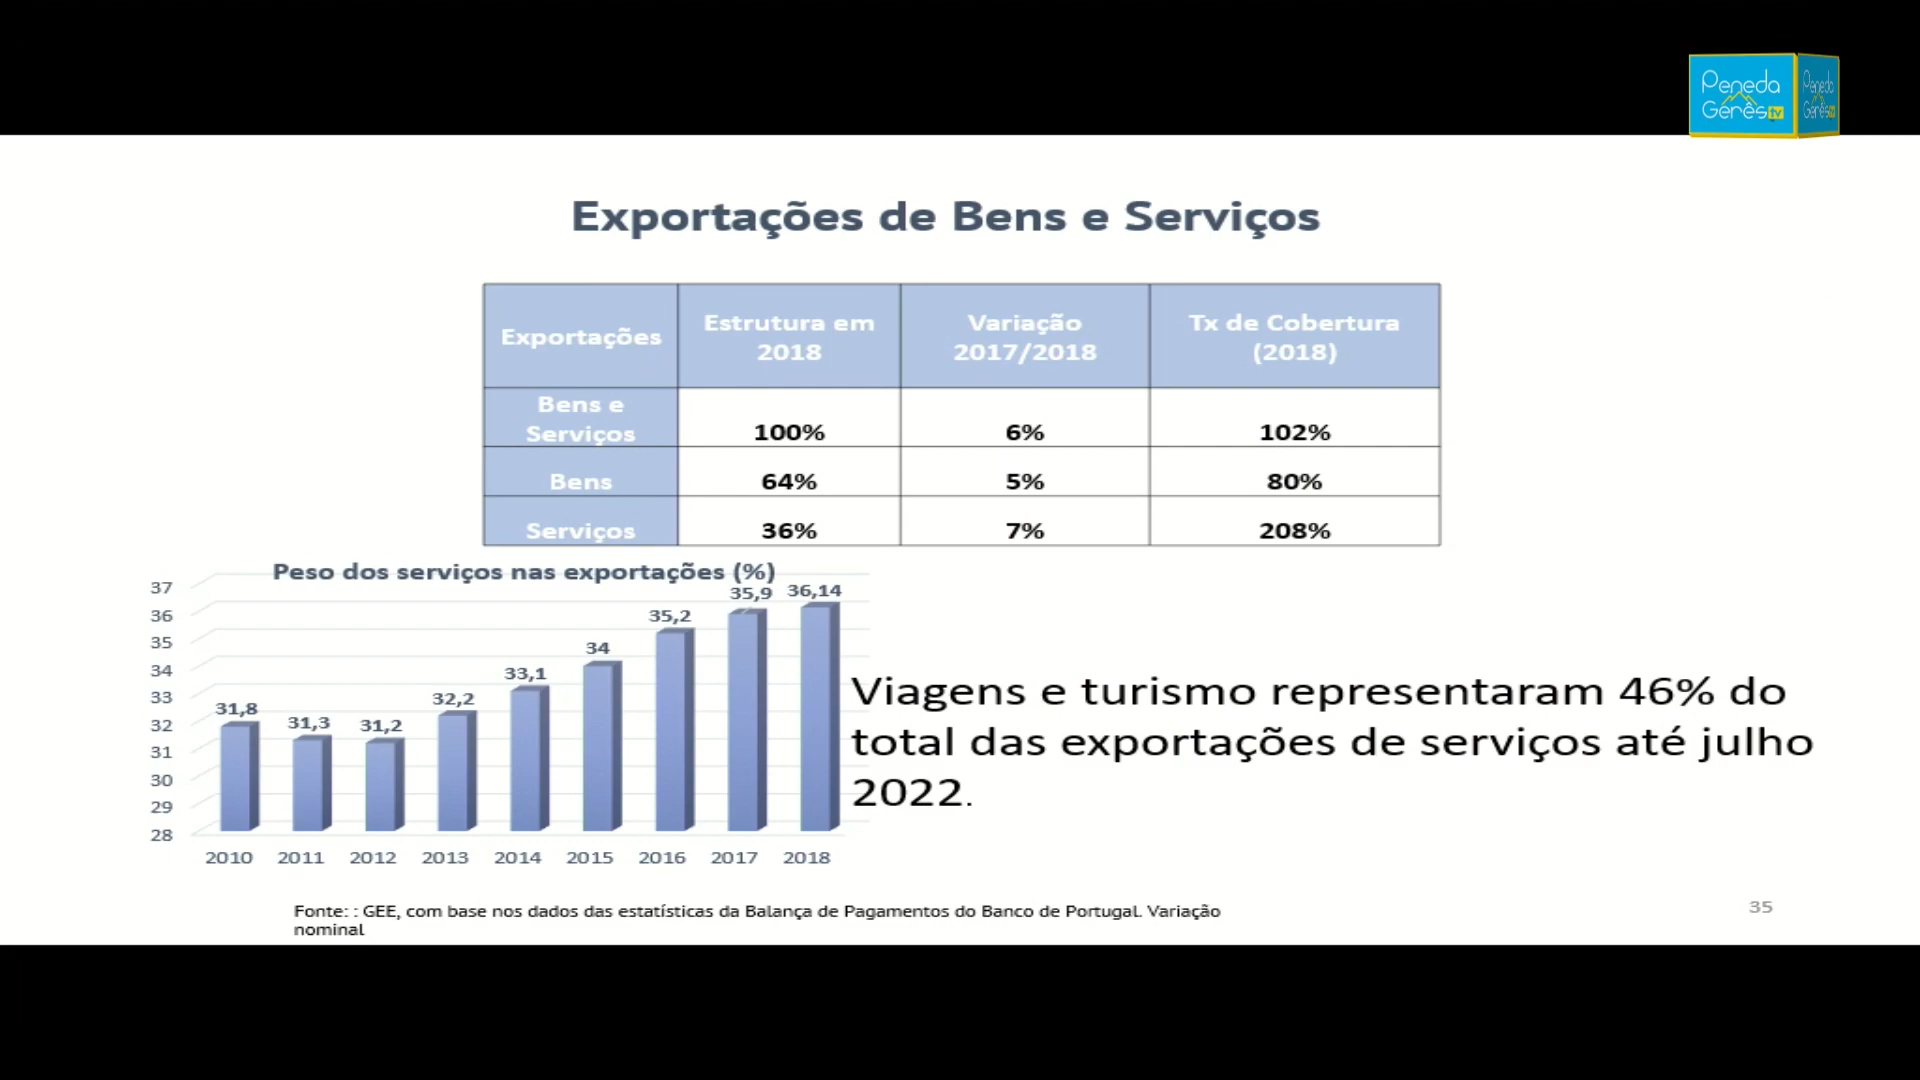 Peneda
Gerês tv
Peneda
Gerês
Exportações de Bens e Serviços
Exportações
Estrutura em
2018
Variação
2017/2018
Tx de Cobertura
(2018)
Bens e
Serviços
100%
6%
102%
Bens
64%
5%
80%
Serviços
36%
7%
208%
Peso dos serviços nas exportações (%)
37
36
35
34
33
32
31
30
29
28
31,8
31,3
31,2
32,2
33,1
34
35,2
35,9
36,14
2010 2011 2012 2013 2014 2015 2016 2017 2018
Viagens e turismo representaram 46% do
total das exportações de serviços até julho
2022.
Fonte: : GEE, com base nos dados das estatísticas da Balança de Pagamentos do Banco de Portugal. Variação
nominal
35